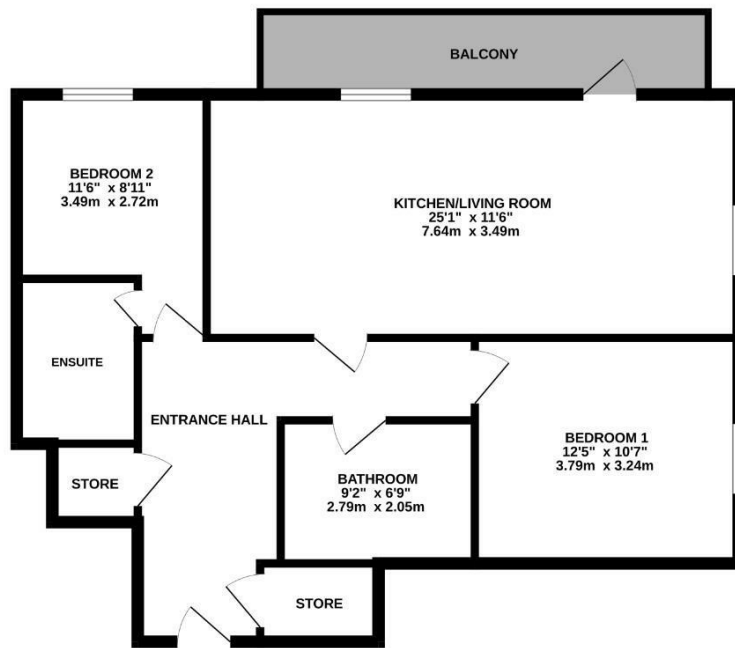 BALCONY
BEDROOM 2
11'6" x 8'11"
3.49m x 2.72m
KITCHEN/LIVING ROOM
25'1" x 11'6"
7.64m x 3.49m
ENSUITE
ENTRANCE HALL
BEDROOM 1
12'5" x 10'7"
3.79m x 3.24m
STORE
BATHROOM
9'2" x 6'9"
2.79m x 2.05m
STORE